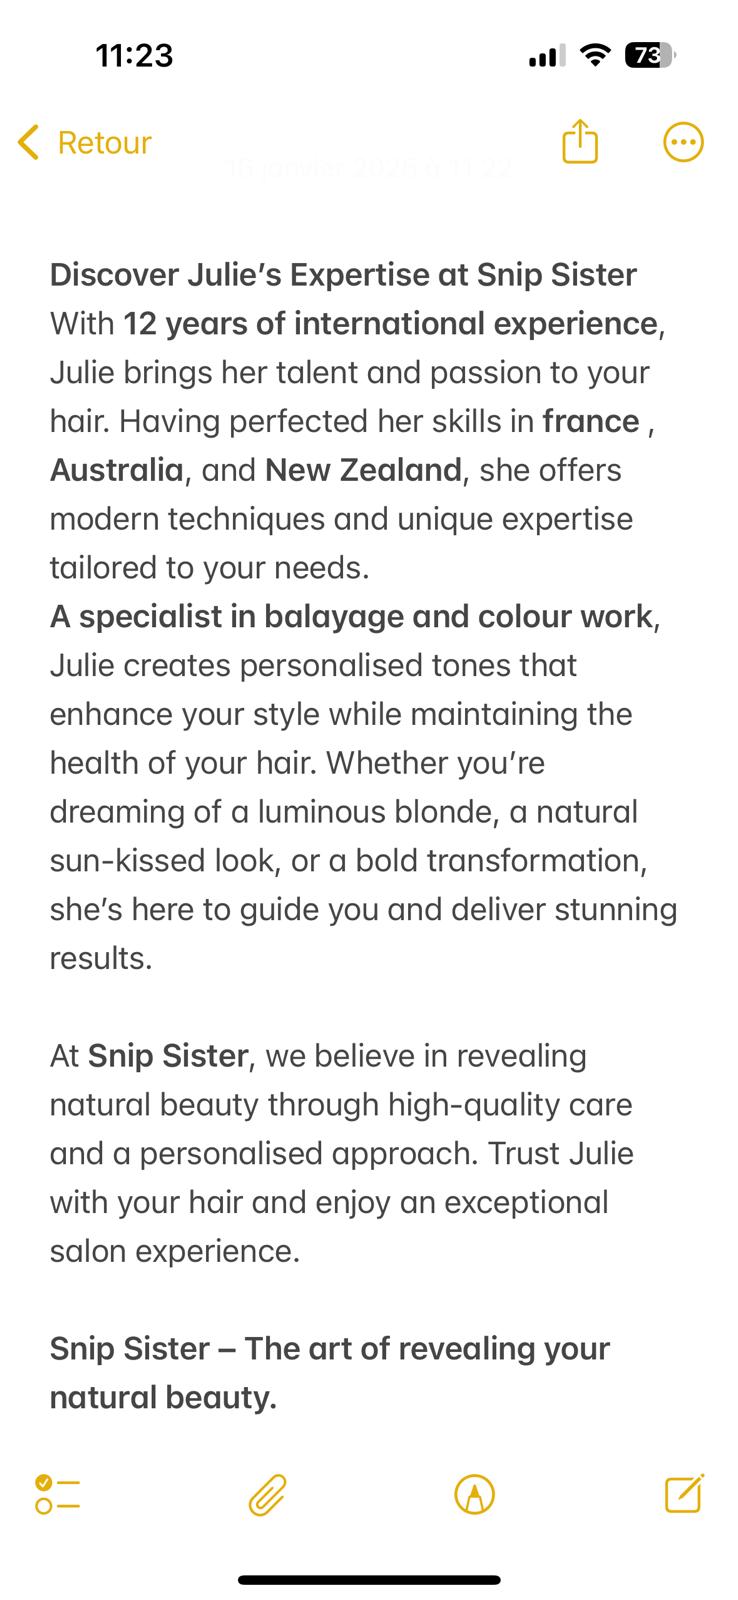 11:23
73
Retour
16 janvier 2026 à 11:22
Discover Julie’s Expertise at Snip Sister
With 12 years of international experience,
Julie brings her talent and passion to your
hair. Having perfected her skills in france ,
Australia, and New Zealand, she offers
modern techniques and unique expertise
tailored to your needs.
A specialist in balayage and colour work,
Julie creates personalised tones that
enhance your style while maintaining the
health of your hair. Whether you’re
dreaming of a luminous blonde, a natural
sun-kissed look, or a bold transformation,
she’s here to guide you and deliver stunning
results.
At Snip Sister, we believe in revealing
natural beauty through high-quality care
and a personalised approach. Trust Julie
with your hair and enjoy an exceptional
salon experience.
Snip Sister – The art of revealing your
natural beauty.